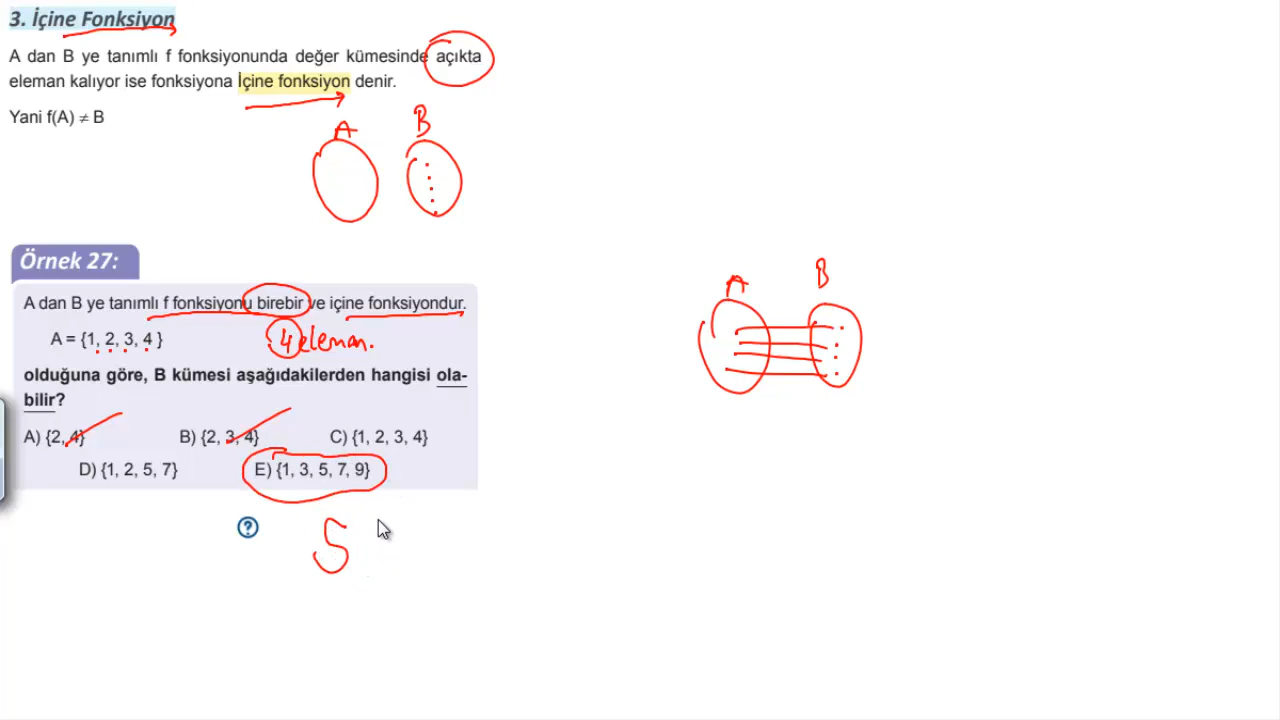 3. İçine Fonksiyon
A dan B ye tanımlı f fonksiyonunda değer kümesinde açıkta
eleman kalıyor ise fonksiyona İçine fonksiyon denir.
Yani f(A) ≠ B
A B
Örnek 27:
A dan B ye tanımlı f fonksiyonu birebir ve içine fonksiyondur.
A = {1, 2, 3, 4 }
4 eleman.
olduğuna göre, B kümesi aşağıdakilerden hangisi ola-
bilir?
A) {2, 4} B) {2, 3, 4} C) {1, 2, 3, 4}
D) {1, 2, 5, 7} E) {1, 3, 5, 7, 9}
?
5
A B